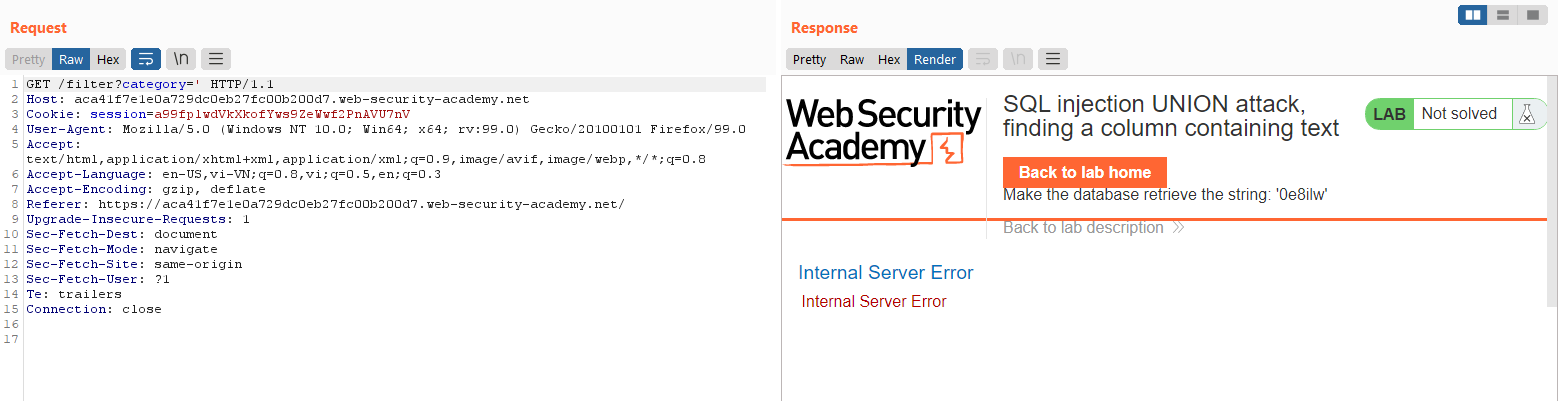 Request
Pretty Raw Hex \n
1 GET /filter?category=' HTTP/1.1
2 Host: aca41f7e1e0a729dc0eb27fc00b200d7.web-security-academy.net
3 Cookie: session=a99fplwdVkXkofYws9ZeWwf2PnAVU7nV
4 User-Agent: Mozilla/5.0 (Windows NT 10.0; Win64; x64; rv:99.0) Gecko/20100101 Firefox/99.0
5 Accept:
text/html,application/xhtml+xml,application/xml;q=0.9,image/avif,image/webp,*/*;q=0.8
6 Accept-Language: en-US,vi-VN;q=0.8,vi;q=0.5,en;q=0.3
7 Accept-Encoding: gzip, deflate
8 Referer: https://aca41f7e1e0a729dc0eb27fc00b200d7.web-security-academy.net/
9 Upgrade-Insecure-Requests: 1
10 Sec-Fetch-Dest: document
11 Sec-Fetch-Mode: navigate
12 Sec-Fetch-Site: same-origin
13 Sec-Fetch-User: ?1
14 Te: trailers
15 Connection: close
16
17
Response
Pretty Raw Hex Render \n
Web Security
Academy
SQL injection UNION attack,
finding a column containing text
LAB Not solved
Back to lab home
Make the database retrieve the string: '0e8ilw'
Back to lab description
Internal Server Error
Internal Server Error